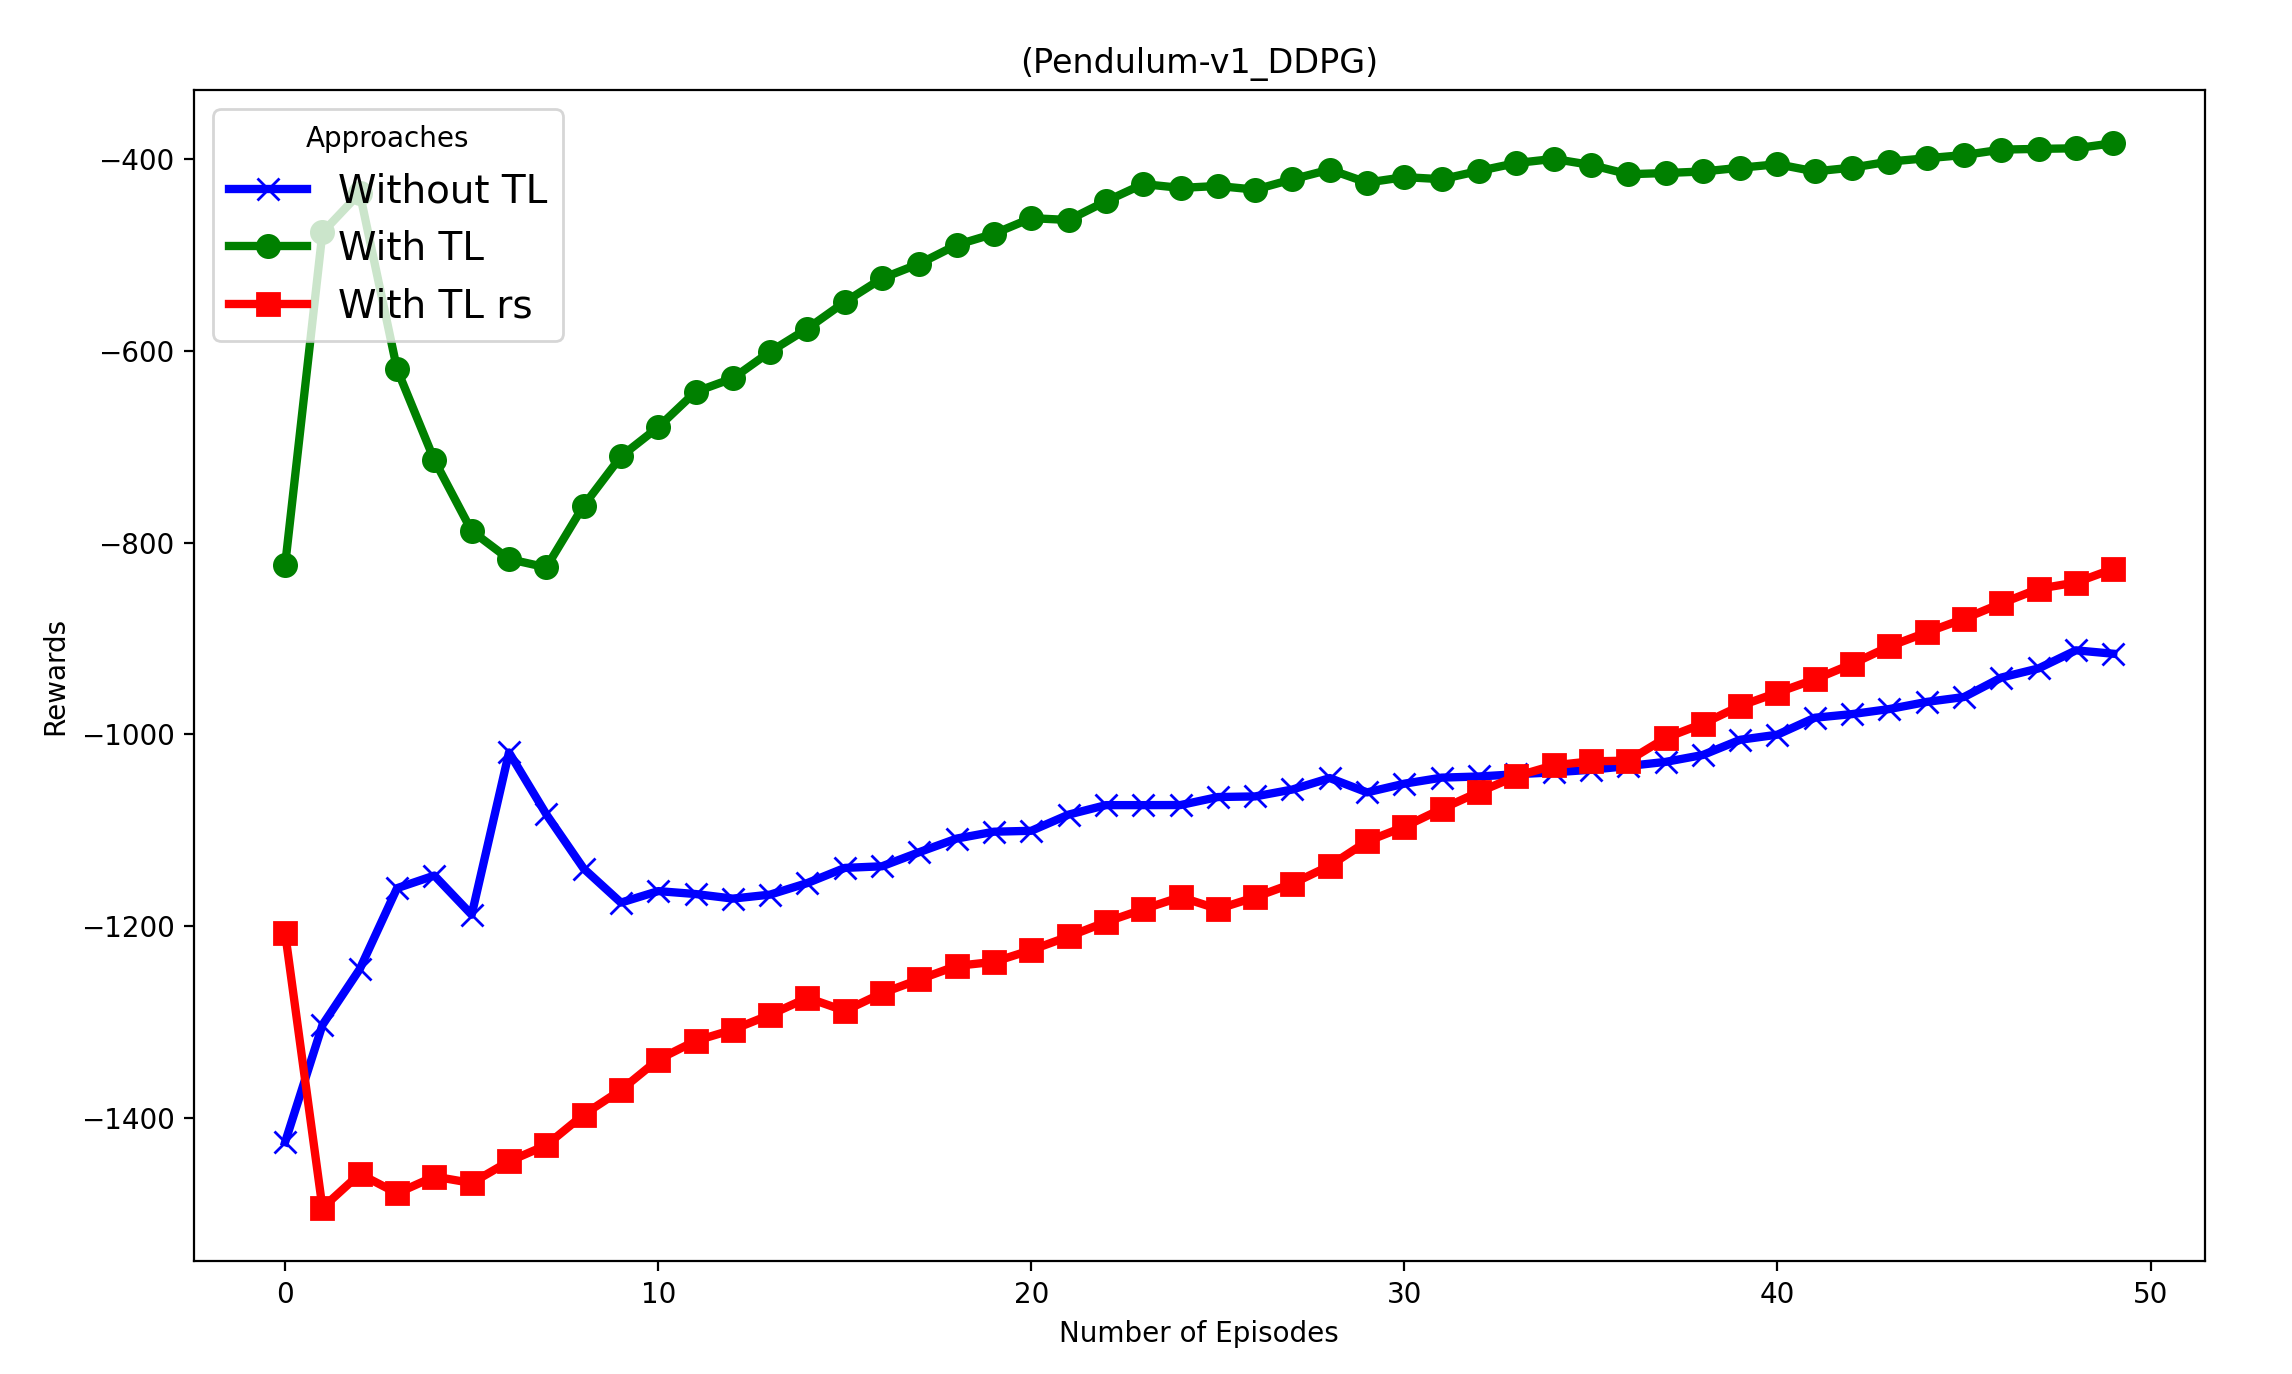 (Pendulum-v1_DDPG)
Approaches
Without TL
With TL
With TL rs
Rewards
−400
−600
−800
−1000
−1200
−1400
0 10 20 30 40 50
Number of Episodes